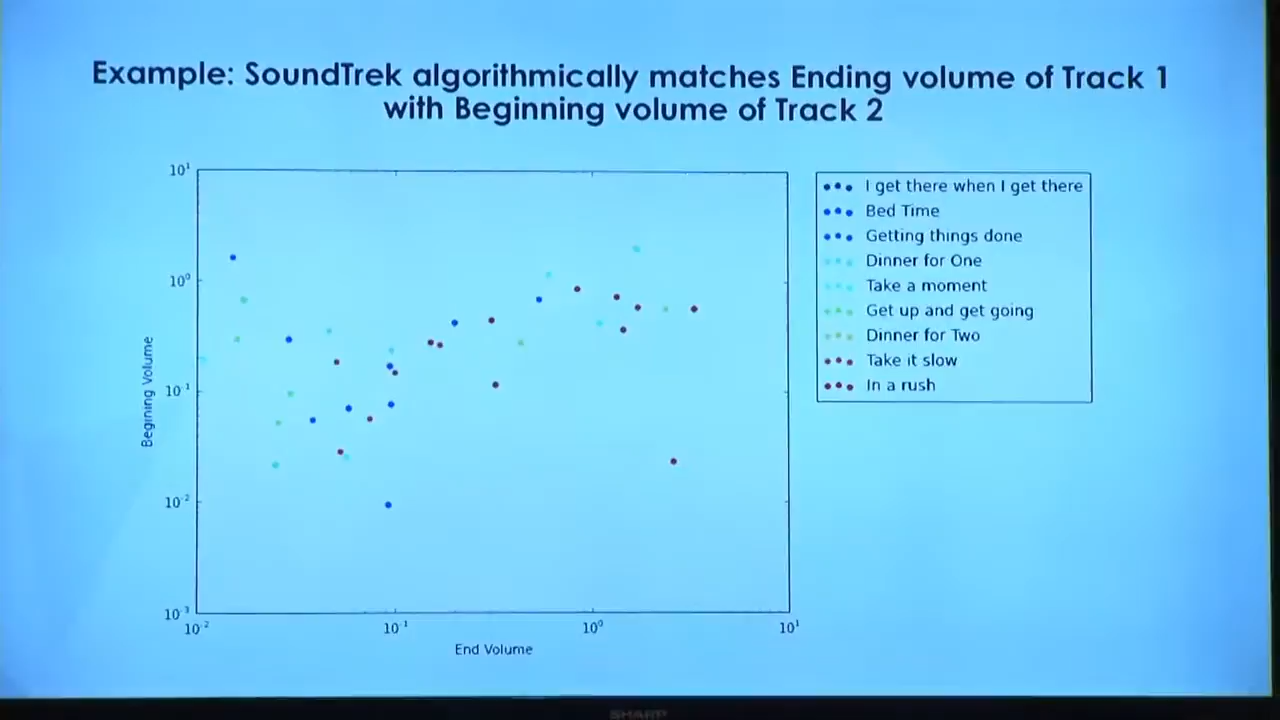 Example: SoundTrek algorithmically matches Ending volume of Track 1
with Beginning volume of Track 2
10¹
10⁰
10⁻¹
10⁻²
10⁻³
Begining Volume
10⁻²
10⁻¹
10⁰
10¹
End Volume
I get there when I get there
Bed Time
Getting things done
Dinner for One
Take a moment
Get up and get going
Dinner for Two
Take it slow
In a rush
SHARP